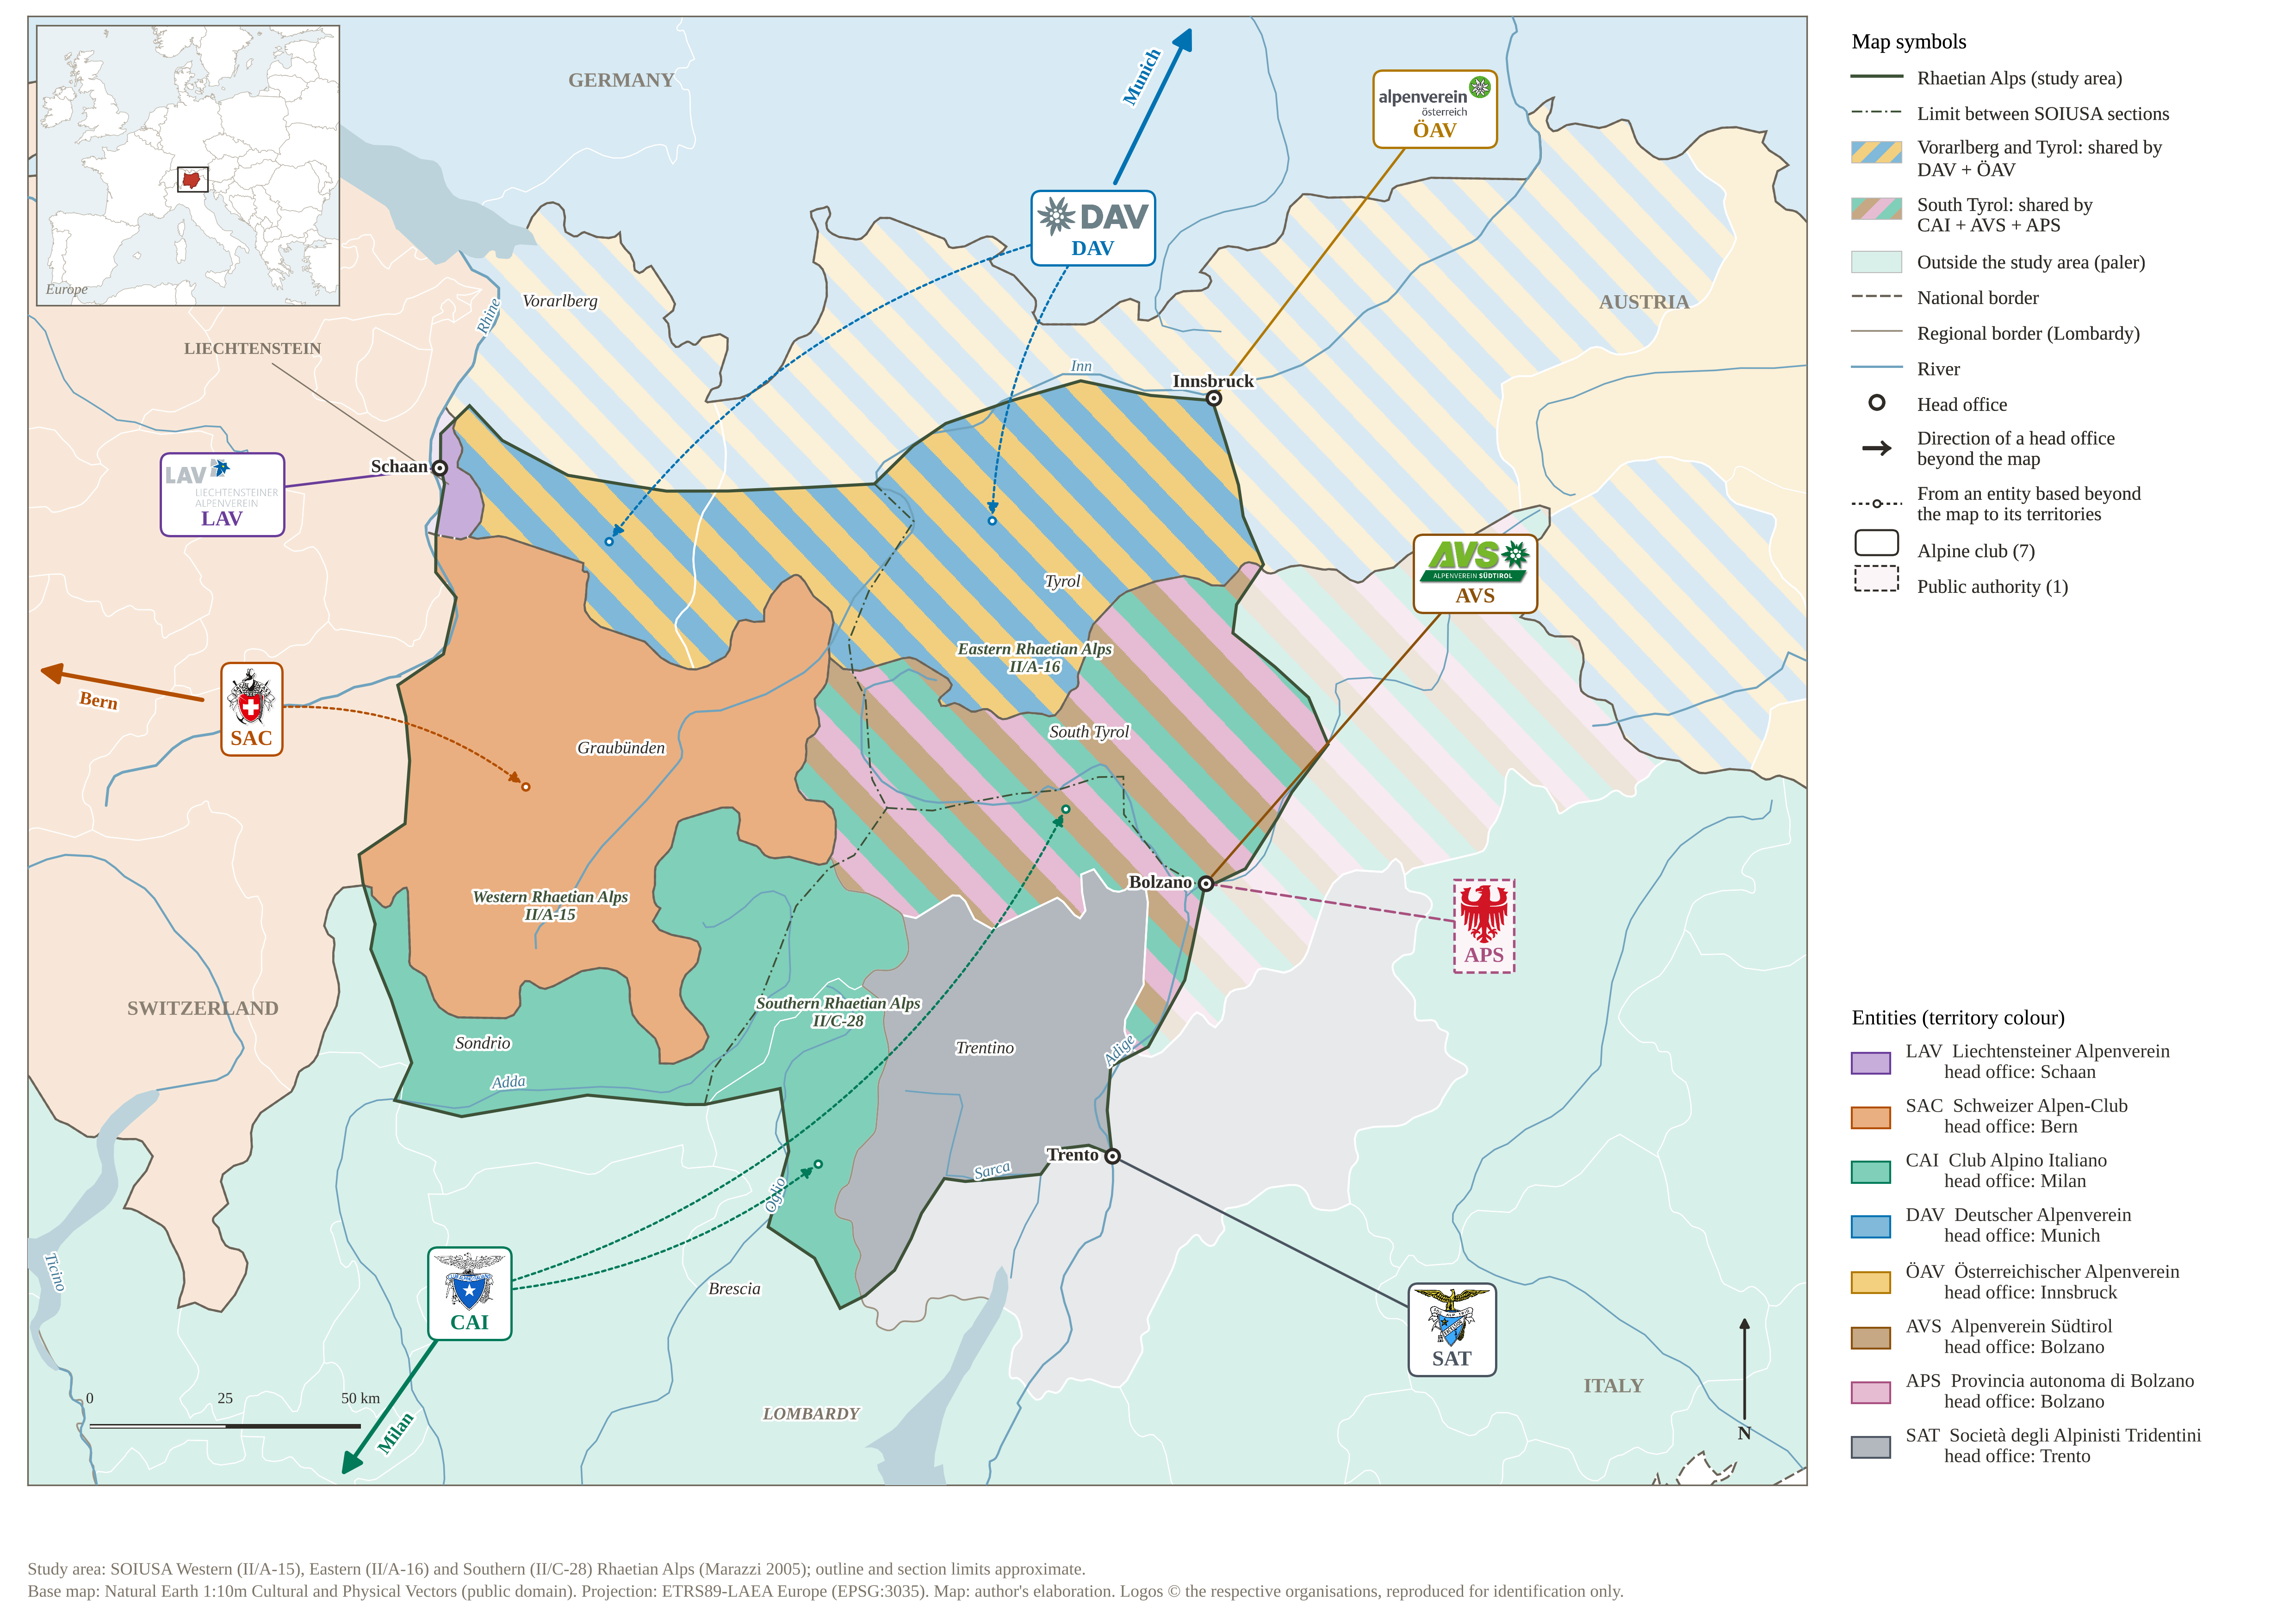 GERMANY
Munich
alpenverein
österreich
ÖAV
DAV
DAV
Europe
AUSTRIA
Vorarlberg
Rhine
LIECHTENSTEIN
Inn
Innsbruck
Schaan
LAV
LIECHTENSTEINER
ALPENVEREIN
LAV
AVS
ALPENVEREIN SÜDTIROL
AVS
Tyrol
Eastern Rhaetian Alps
II/A-16
Bern
SAC
Graubünden
South Tyrol
Western Rhaetian Alps
II/A-15
Bolzano
APS
SWITZERLAND
Southern Rhaetian Alps
II/C-28
Sondrio
Trentino
Adige
Adda
Trento
Sarca
Oglio
Ticino
Brescia
CAI
SAT
ITALY
LOMBARDY
Milan
0 25 50 km
N
Map symbols
Rhaetian Alps (study area)
Limit between SOIUSA sections
Vorarlberg and Tyrol: shared by
DAV + ÖAV
South Tyrol: shared by
CAI + AVS + APS
Outside the study area (paler)
National border
Regional border (Lombardy)
River
Head office
Direction of a head office
beyond the map
From an entity based beyond
the map to its territories
Alpine club (7)
Public authority (1)
Entities (territory colour)
LAV Liechtensteiner Alpenverein
head office: Schaan
SAC Schweizer Alpen-Club
head office: Bern
CAI Club Alpino Italiano
head office: Milan
DAV Deutscher Alpenverein
head office: Munich
ÖAV Österreichischer Alpenverein
head office: Innsbruck
AVS Alpenverein Südtirol
head office: Bolzano
APS Provincia autonoma di Bolzano
head office: Bolzano
SAT Società degli Alpinisti Tridentini
head office: Trento
Study area: SOIUSA Western (II/A-15), Eastern (II/A-16) and Southern (II/C-28) Rhaetian Alps (Marazzi 2005); outline and section limits approximate.
Base map: Natural Earth 1:10m Cultural and Physical Vectors (public domain). Projection: ETRS89-LAEA Europe (EPSG:3035). Map: author's elaboration. Logos © the respective organisations, reproduced for identification only.